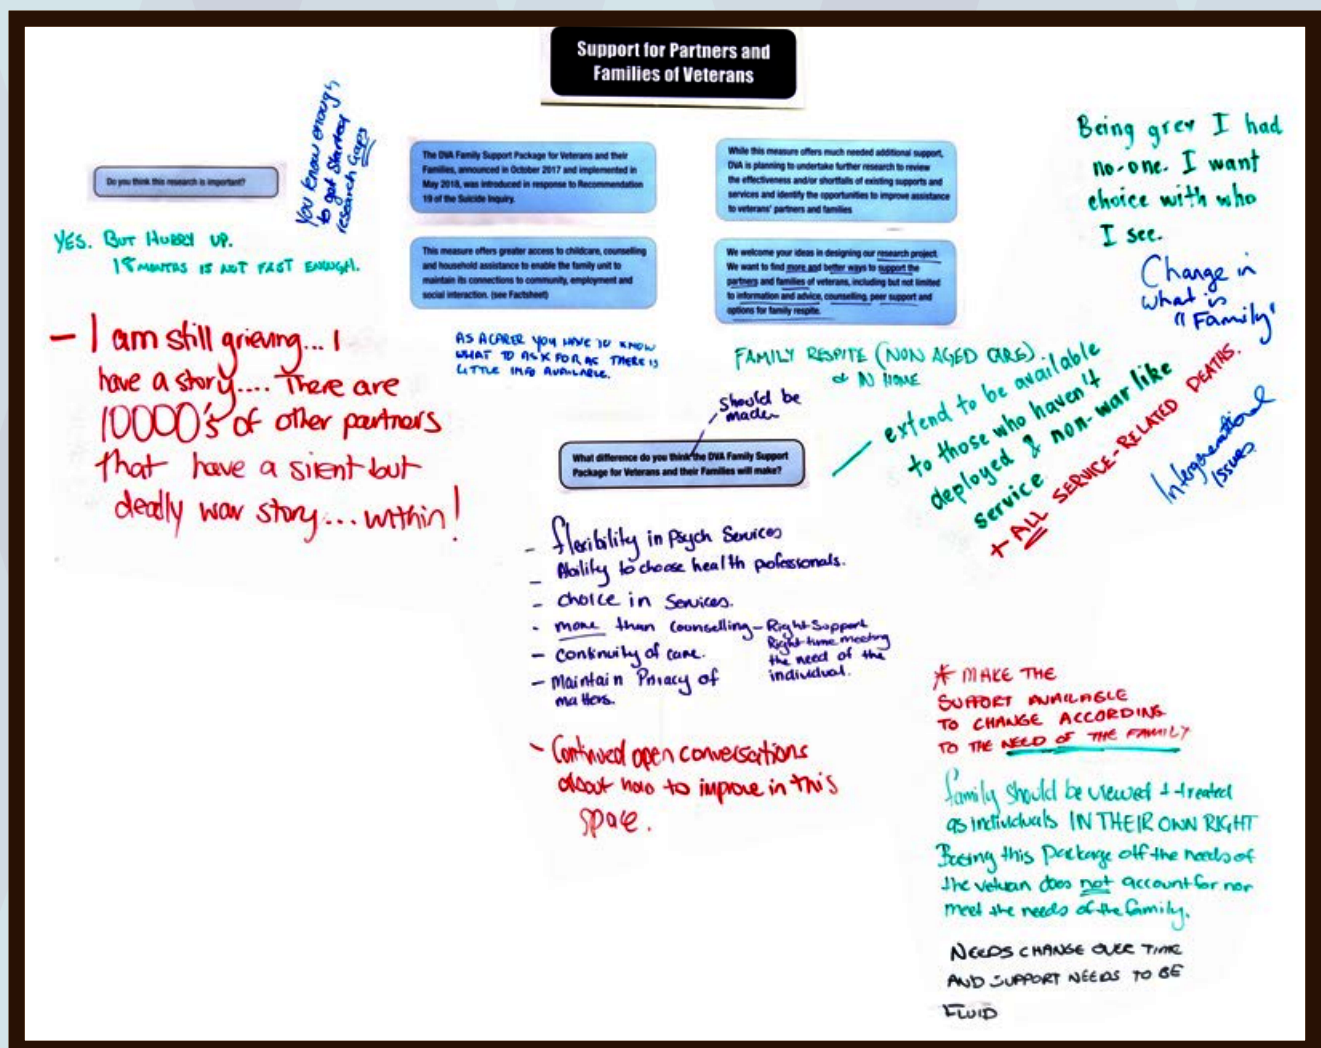 Support for Partners and
Families of Veterans
Do you think this research is important?
You know enough
to get started
research Gaps
YES. BUT HURRY UP.
18 MONTHS IS NOT FAST ENOUGH.
- I am still grieving... I
have a story.... There are
10000's of other partners
that have a silent but
deadly war story... within!
The DVA Family Support Package for Veterans and their
Families, announced in October 2017 and implemented in
May 2018, was introduced in response to Recommendation
19 of the Suicide Inquiry.
This measure offers greater access to childcare, counselling
and household assistance to enable the family unit to
maintain its connections to community, employment and
social interaction. (see Factsheet)
AS A CARER YOU HAVE TO KNOW
WHAT TO ASK FOR AS THERE IS
LITTLE INFO AVAILABLE.
While this measure offers much needed additional support,
DVA is planning to undertake further research to review
the effectiveness and/or shortfalls of existing supports and
services and identify the opportunities to improve assistance
to veterans' partners and families
We welcome your ideas in designing our research project.
We want to find more and better ways to support the
partners and families of veterans, including but not limited
to information and advice, counselling, peer support and
options for family respite.
FAMILY RESPITE (NON AGED CARE).
& IN HOME
Being grey I had
no-one. I want
choice with who
I see.
Change in
what is
"Family"
Intergenerational
Issues
extend to be available
to those who haven't
deployed & non-war like
service
+ ALL SERVICE-RELATED DEATHS.
should be
made
What difference do you think the DVA Family Support
Package for Veterans and their Families will make?
- flexibility in Psych Services
- Ability to choose health pofessionals.
- choice in Services.
- more than counselling - Right Support
Right time meeting
the need of the
individual.
- continuity of care.
- Maintain Privacy of
matters.
- Continued open conversations
about how to improve in this
space.
* MAKE THE
SUPPORT AVAILABLE
TO CHANGE ACCORDING
TO THE NEED OF THE FAMILY
family should be viewed + treated
as individuals IN THEIR OWN RIGHT
Basing this Package off the needs of
the veteran does not account for nor
meet the needs of the family.
NEEDS CHANGE OVER TIME
AND SUPPORT NEEDS TO BE
FLUID